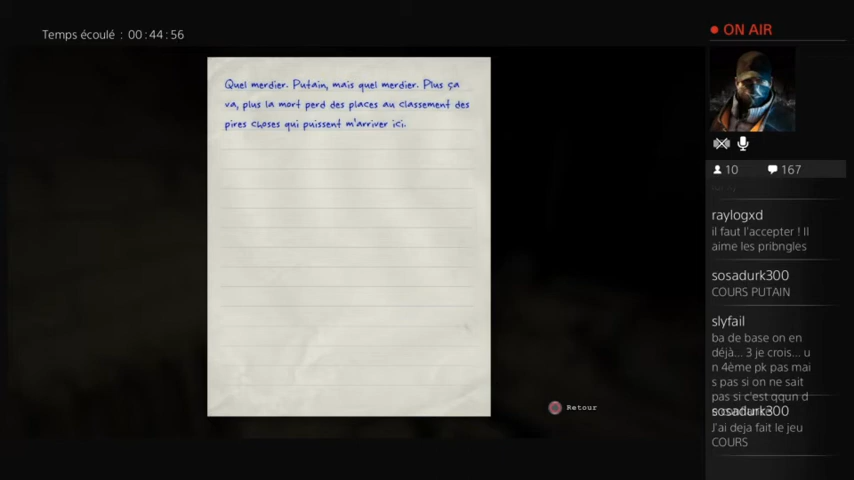 Temps écoulé : 00:44:56
ON AIR
Quel merdier. Putain, mais quel merdier. Plus ça
va, plus la mort perd des places au classement des
pires choses qui puissent m'arriver ici.
10 167
raylogxd
il faut l'accepter ! Il
aime les pribngles
sosadurk300
COURS PUTAIN
slyfail
ba de base on en
déjà... 3 je crois... u
n 4ème pk pas mai
s pas si on ne sait
pas si c'est qqun d
sosadurk300
J'ai deja fait le jeu
COURS
Retour